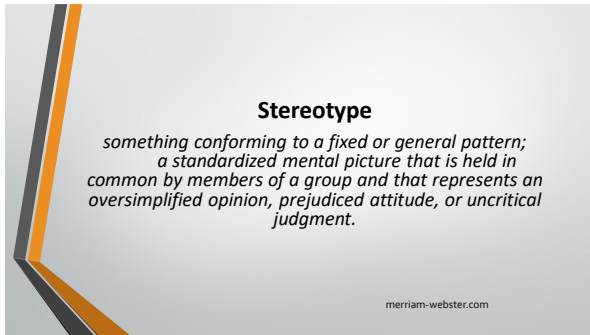 Stereotype
something conforming to a fixed or general pattern;
a standardized mental picture that is held in
common by members of a group and that represents an
oversimplified opinion, prejudiced attitude, or uncritical
judgment.
merriam-webster.com